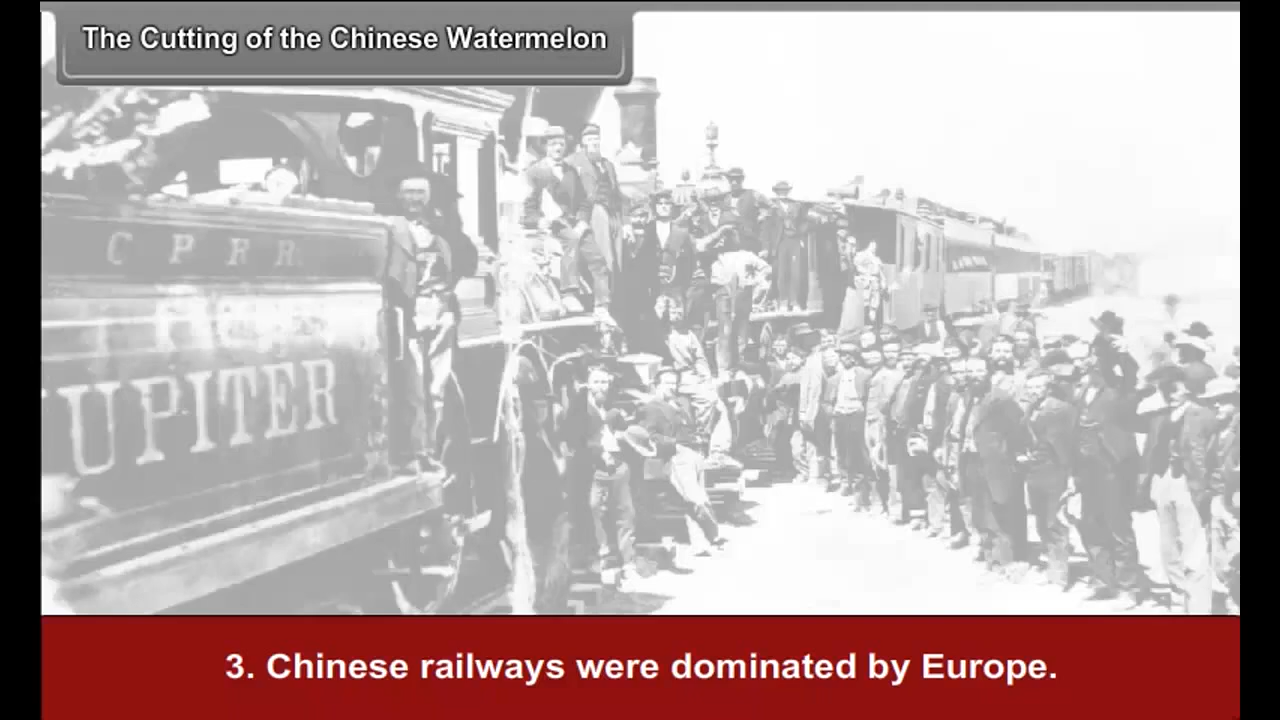 The Cutting of the Chinese Watermelon
C P R R
UPITER
3. Chinese railways were dominated by Europe.